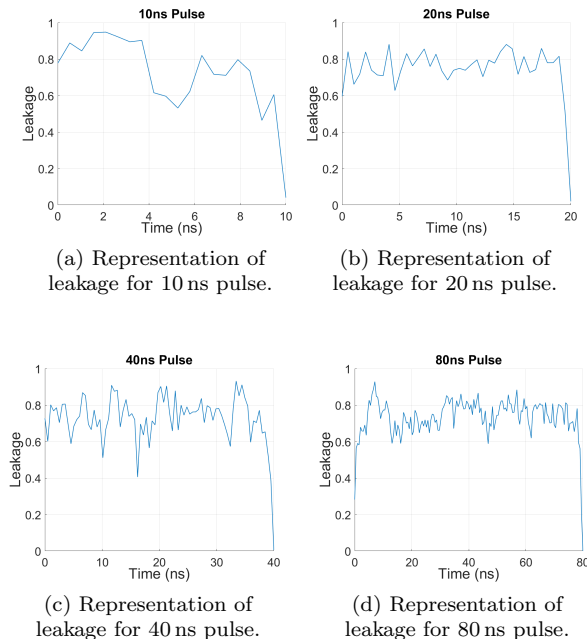 10ns Pulse
1
0.8
0.6
0.4
0.2
0
Leakage
0 2 4 6 8 10
Time (ns)
(a) Representation of
leakage for 10 ns pulse.
20ns Pulse
1
0.8
0.6
0.4
0.2
0
Leakage
0 5 10 15 20
Time (ns)
(b) Representation of
leakage for 20 ns pulse.
40ns Pulse
1
0.8
0.6
0.4
0.2
0
Leakage
0 10 20 30 40
Time (ns)
(c) Representation of
leakage for 40 ns pulse.
80ns Pulse
1
0.8
0.6
0.4
0.2
0
Leakage
0 20 40 60 80
Time (ns)
(d) Representation of
leakage for 80 ns pulse.